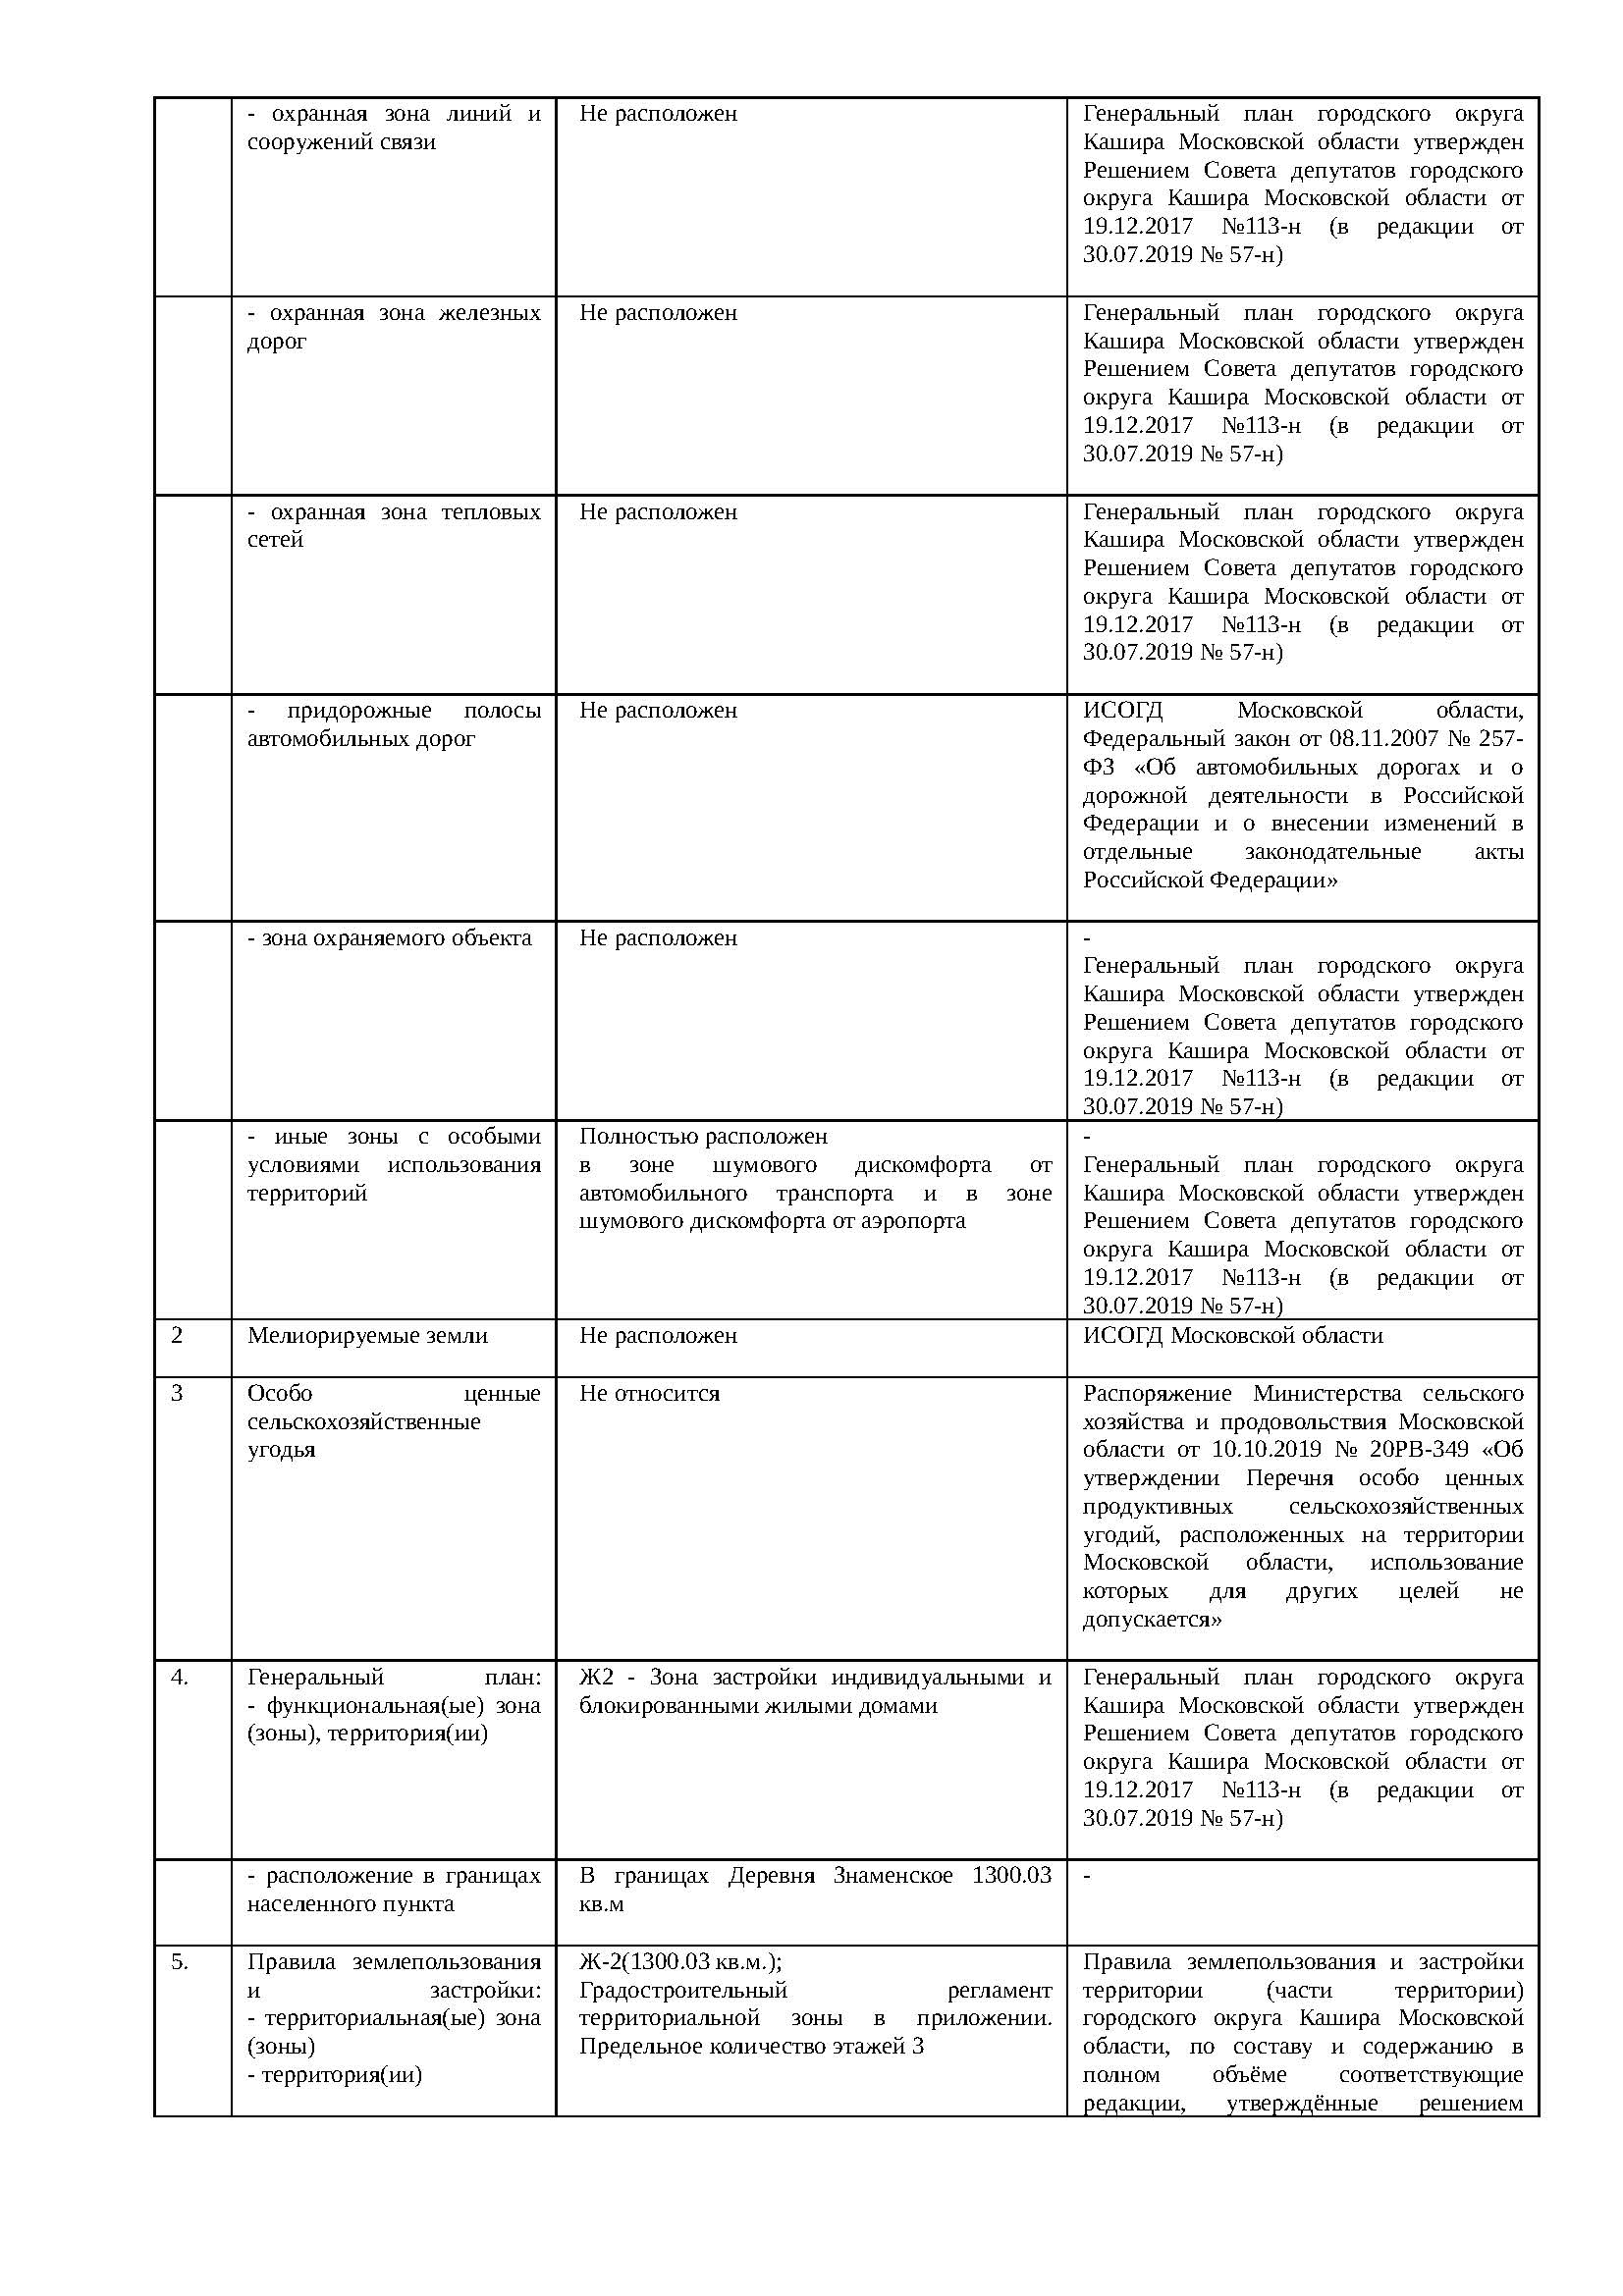 - охранная зона линий и
сооружений связи
Не расположен
Генеральный план городского округа
Кашира Московской области утвержден
Решением Совета депутатов городского
округа Кашира Московской области от
19.12.2017 №113-н (в редакции от
30.07.2019 № 57-н)
- охранная зона железных
дорог
Не расположен
Генеральный план городского округа
Кашира Московской области утвержден
Решением Совета депутатов городского
округа Кашира Московской области от
19.12.2017 №113-н (в редакции от
30.07.2019 № 57-н)
- охранная зона тепловых
сетей
Не расположен
Генеральный план городского округа
Кашира Московской области утвержден
Решением Совета депутатов городского
округа Кашира Московской области от
19.12.2017 №113-н (в редакции от
30.07.2019 № 57-н)
- придорожные полосы
автомобильных дорог
Не расположен
ИСОГД Московской области,
Федеральный закон от 08.11.2007 № 257-
ФЗ «Об автомобильных дорогах и о
дорожной деятельности в Российской
Федерации и о внесении изменений в
отдельные законодательные акты
Российской Федерации»
- зона охраняемого объекта
Не расположен
-
Генеральный план городского округа
Кашира Московской области утвержден
Решением Совета депутатов городского
округа Кашира Московской области от
19.12.2017 №113-н (в редакции от
30.07.2019 № 57-н)
- иные зоны с особыми
условиями использования
территорий
Полностью расположен
в зоне шумового дискомфорта от
автомобильного транспорта и в зоне
шумового дискомфорта от аэропорта
-
Генеральный план городского округа
Кашира Московской области утвержден
Решением Совета депутатов городского
округа Кашира Московской области от
19.12.2017 №113-н (в редакции от
30.07.2019 № 57-н)
2
Мелиорируемые земли
Не расположен
ИСОГД Московской области
3
Особо ценные
сельскохозяйственные
угодья
Не относится
Распоряжение Министерства сельского
хозяйства и продовольствия Московской
области от 10.10.2019 № 20РВ-349 «Об
утверждении Перечня особо ценных
продуктивных сельскохозяйственных
угодий, расположенных на территории
Московской области, использование
которых для других целей не
допускается»
4.
Генеральный план:
- функциональная(ые) зона
(зоны), территория(ии)
Ж2 - Зона застройки индивидуальными и
блокированными жилыми домами
Генеральный план городского округа
Кашира Московской области утвержден
Решением Совета депутатов городского
округа Кашира Московской области от
19.12.2017 №113-н (в редакции от
30.07.2019 № 57-н)
- расположение в границах
населенного пункта
В границах Деревня Знаменское 1300.03
кв.м
-
5.
Правила землепользования
и застройки:
- территориальная(ые) зона
(зоны)
- территория(ии)
Ж-2(1300.03 кв.м.);
Градостроительный регламент
территориальной зоны в приложении.
Предельное количество этажей 3
Правила землепользования и застройки
территории (части территории)
городского округа Кашира Московской
области, по составу и содержанию в
полном объёме соответствующие
редакции, утверждённые решением